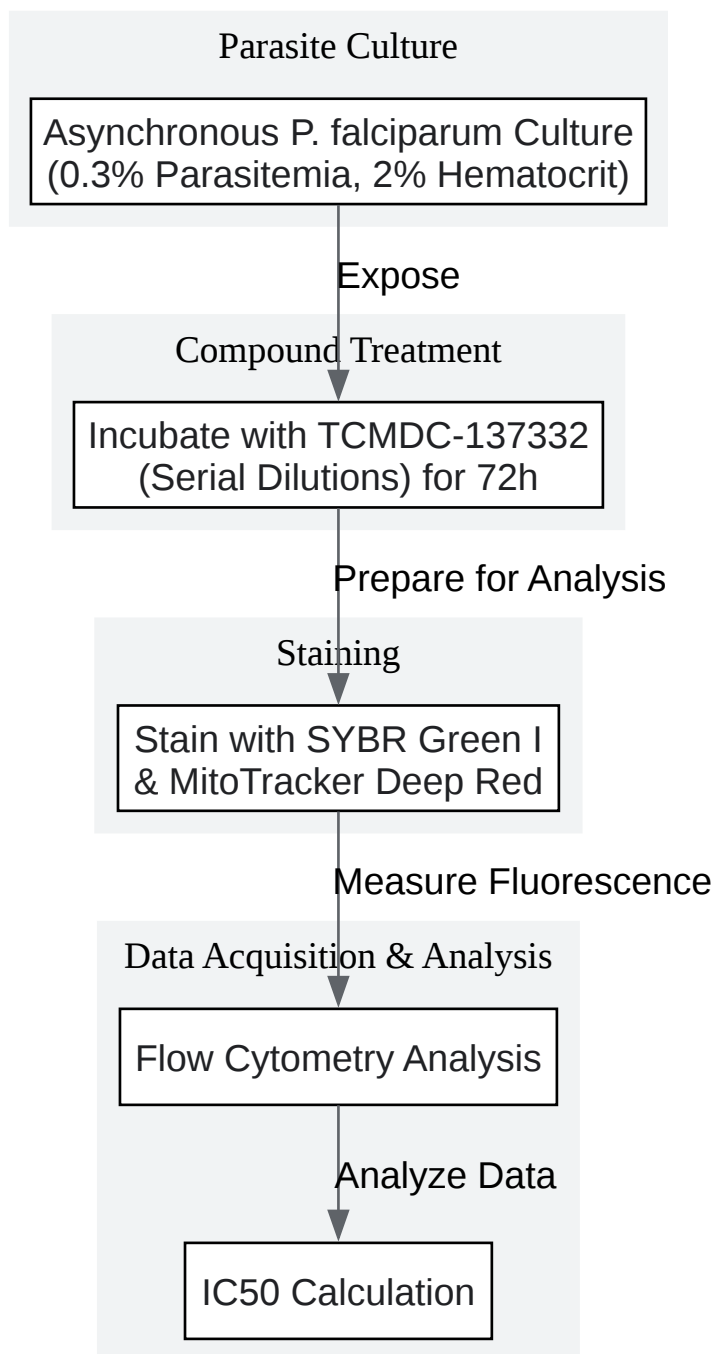 Parasite Culture
Asynchronous P. falciparum Culture
(0.3% Parasitemia, 2% Hematocrit)
Expose
Compound Treatment
Incubate with TCMDC-137332
(Serial Dilutions) for 72h
Prepare for Analysis
Staining
Stain with SYBR Green I
& MitoTracker Deep Red
Measure Fluorescence
Data Acquisition & Analysis
Flow Cytometry Analysis
Analyze Data
IC50 Calculation